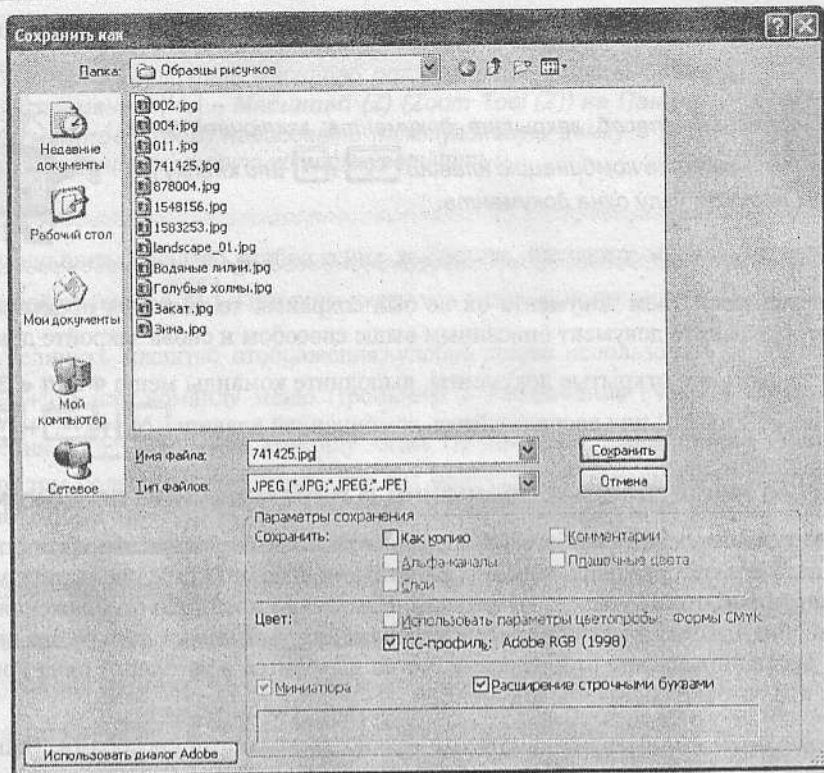 Сохранить как
Папка: Образцы рисунков
002.jpg
004.jpg
011.jpg
741425.jpg
878004.jpg
1548156.jpg
1583253.jpg
landscape_01.jpg
Водяные лилии.jpg
Голубые холмы.jpg
Закат.jpg
Зима.jpg
Недавние
документы
Рабочий стол
Мои документы
Мой
компьютер
Сетевое
Имя файла: 741425.jpg Сохранить
Тип файлов: JPEG (*.JPG;*.JPEG;*.JPE) Отмена
Параметры сохранения
Сохранить: Как копию Комментарии
Альфа-каналы Плашечные цвета
Слои
Цвет: Использовать параметры цветопробы: Формы CMYK
ICC-профиль: Adobe RGB (1998)
Миниатюра Расширение строчными буквами
Использовать диалог Adobe